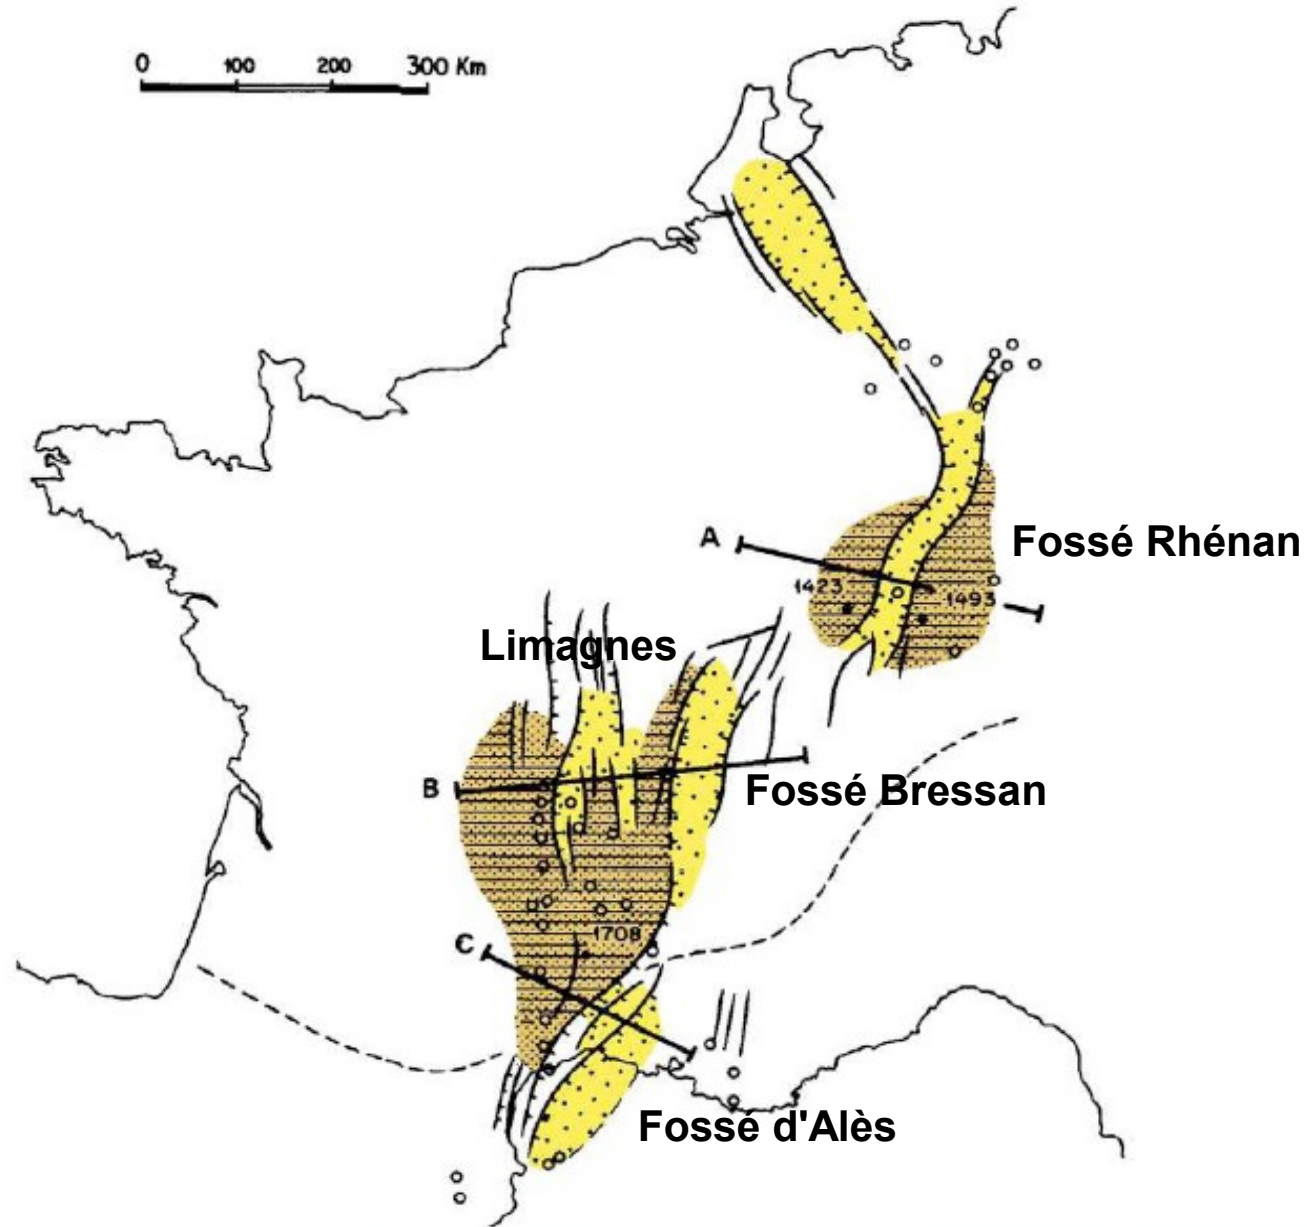 0 100 200 300 Km
A
Fossé Rhénan
1423
1493
Limagnes
B
Fossé Bressan
1708
C
Fossé d'Alès